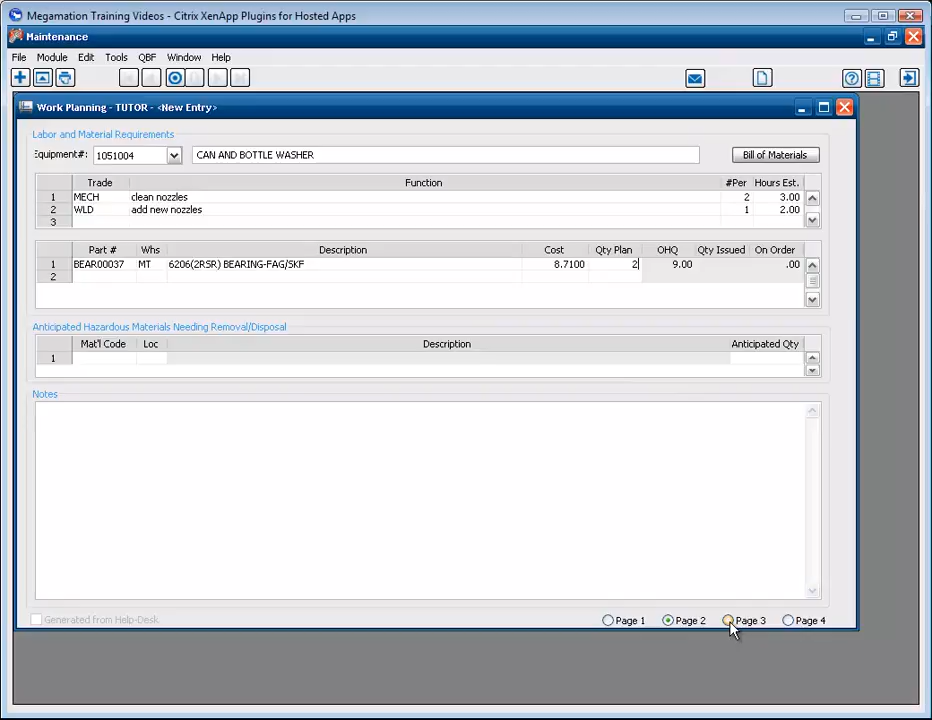 Megamation Training Videos - Citrix XenApp Plugins for Hosted Apps
Maintenance
File Module Edit Tools QBF Window Help
Work Planning - TUTOR - <New Entry>
Labor and Material Requirements
Equipment#: 1051004 CAN AND BOTTLE WASHER Bill of Materials
Trade Function #Per Hours Est.
1 MECH clean nozzles 2 3.00
2 WLD add new nozzles 1 2.00
3
Part # Whs Description Cost Qty Plan OHQ Qty Issued On Order
1 BEAR00037 MT 6206(2RSR) BEARING-FAG/SKF 8.7100 2 9.00 .00
2
Anticipated Hazardous Materials Needing Removal/Disposal
Mat'l Code Loc Description Anticipated Qty
1
Notes
Generated from Help-Desk Page 1 Page 2 Page 3 Page 4